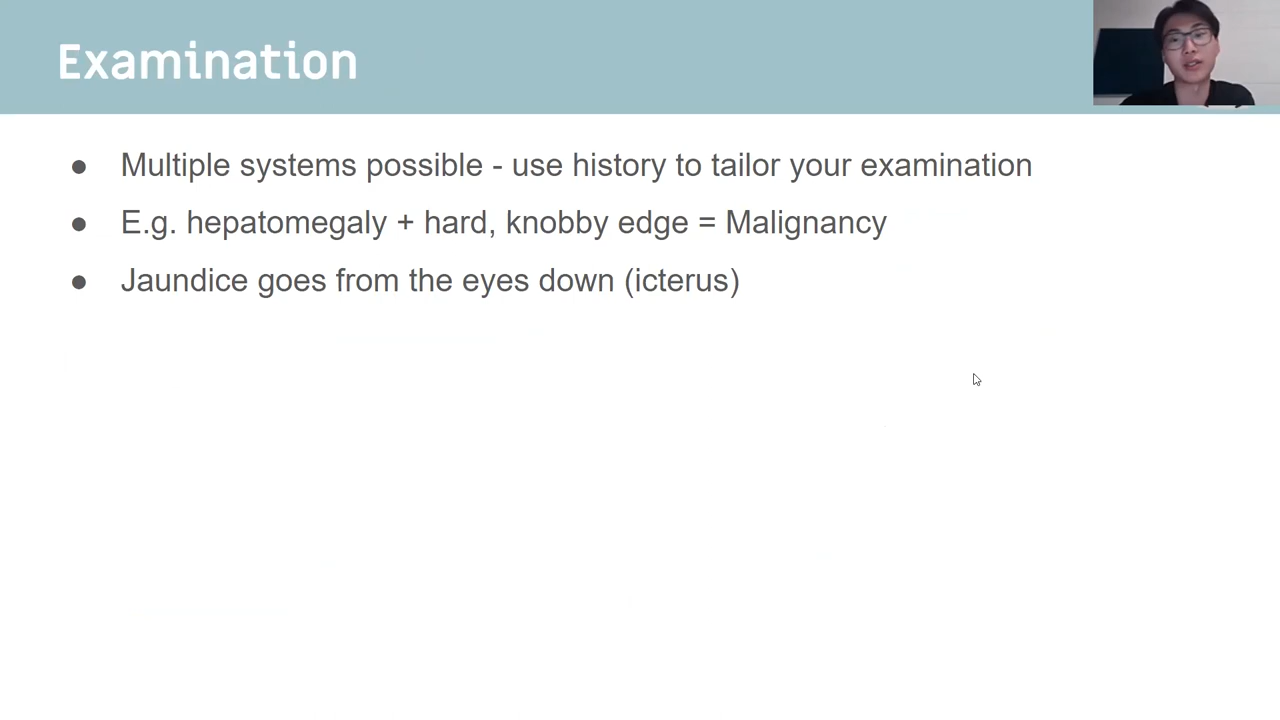 Examination
● Multiple systems possible - use history to tailor your examination
● E.g. hepatomegaly + hard, knobby edge = Malignancy
● Jaundice goes from the eyes down (icterus)